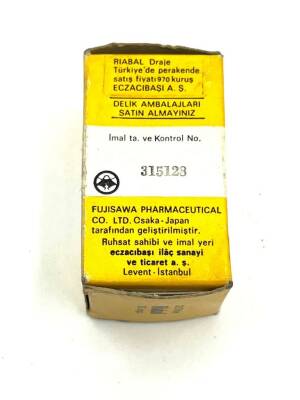 RIABAL Draje
Türkiye'de perakende
satış fiyatı 970 kuruş
ECZACIBAŞI A. Ş.
DELİK AMBALAJLARI
SATIN ALMAYINIZ
İmal ta. ve Kontrol No.
315123
FUJISAWA PHARMACEUTICAL
CO. LTD. Osaka-Japan
tarafından geliştirilmiştir.
Ruhsat sahibi ve imal yeri
eczacıbaşı ilâç sanayi
ve ticaret a. ş.
Levent-İstanbul